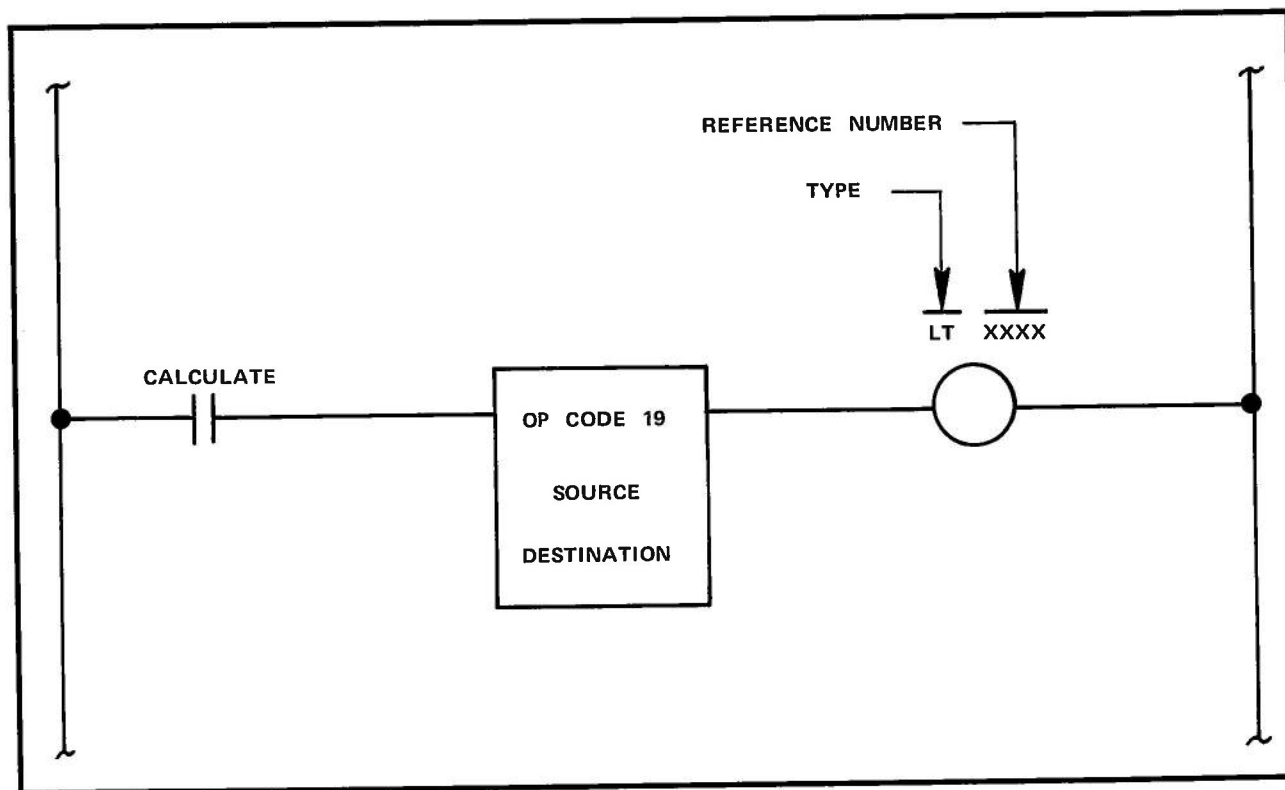 REFERENCE NUMBER
TYPE
LT XXXX
CALCULATE
OP CODE 19
SOURCE
DESTINATION